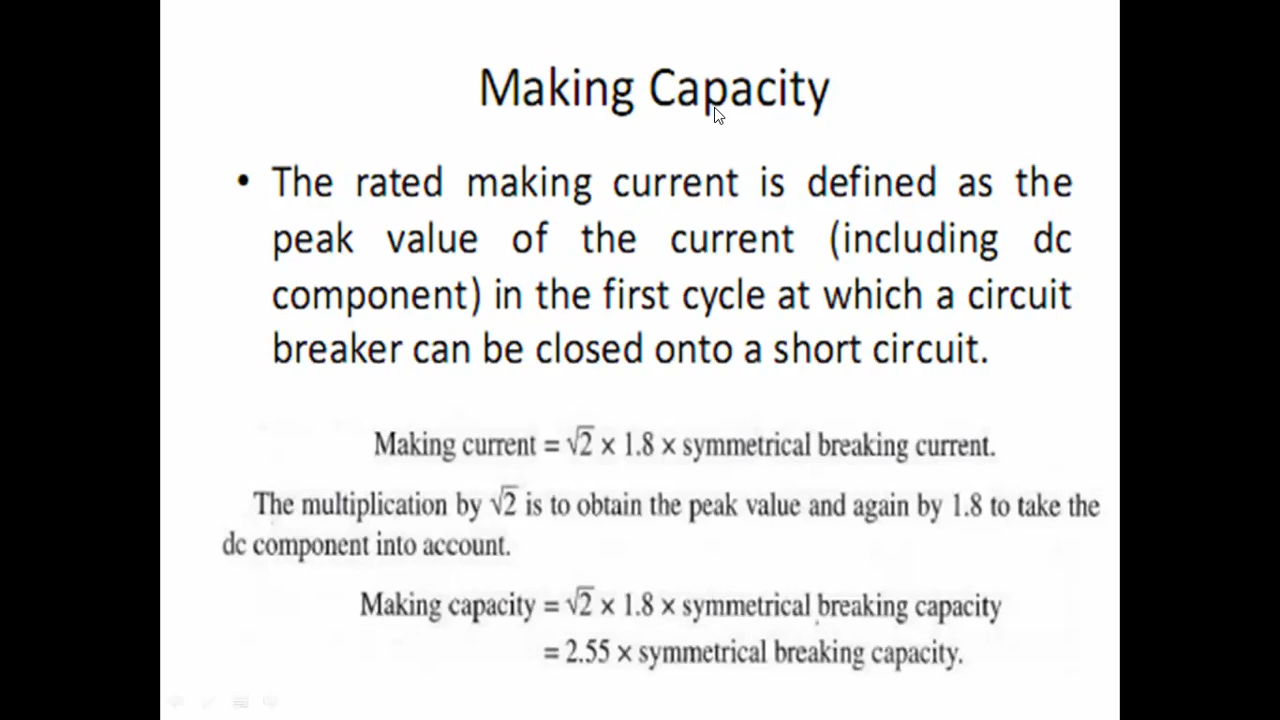 Making Capacity
• The rated making current is defined as the
peak value of the current (including dc
component) in the first cycle at which a circuit
breaker can be closed onto a short circuit.
Making current = √2 × 1.8 × symmetrical breaking current.
The multiplication by √2 is to obtain the peak value and again by 1.8 to take the
dc component into account.
Making capacity = √2 × 1.8 × symmetrical breaking capacity
= 2.55 × symmetrical breaking capacity.